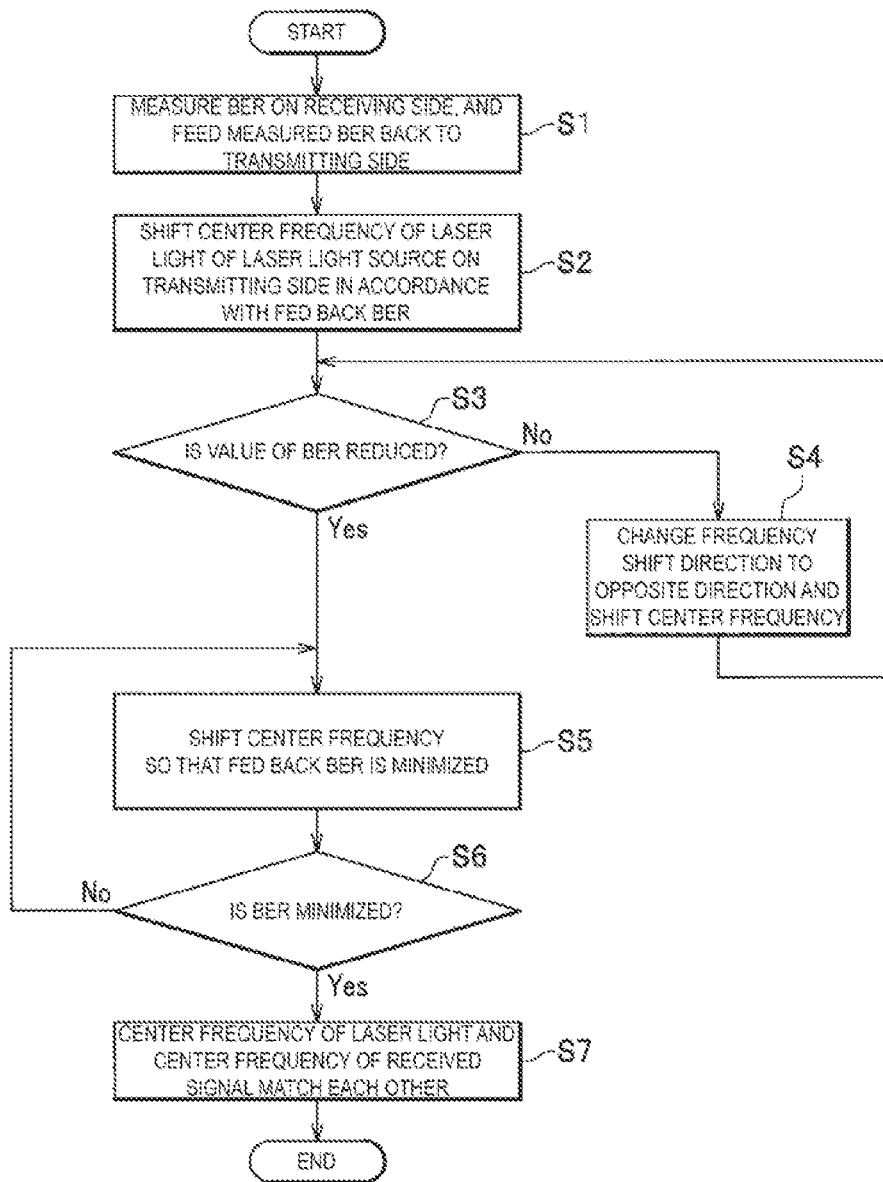 START
MEASURE BER ON RECEIVING SIDE, AND
FEED MEASURED BER BACK TO
TRANSMITTING SIDE
S1
SHIFT CENTER FREQUENCY OF LASER
LIGHT OF LASER LIGHT SOURCE ON
TRANSMITTING SIDE IN ACCORDANCE
WITH FED BACK BER
S2
S3
IS VALUE OF BER REDUCED?
No
Yes
S4
CHANGE FREQUENCY
SHIFT DIRECTION TO
OPPOSITE DIRECTION AND
SHIFT CENTER FREQUENCY
SHIFT CENTER FREQUENCY
SO THAT FED BACK BER IS MINIMIZED
S5
S6
IS BER MINIMIZED?
No
Yes
CENTER FREQUENCY OF LASER LIGHT AND
CENTER FREQUENCY OF RECEIVED
SIGNAL MATCH EACH OTHER
S7
END